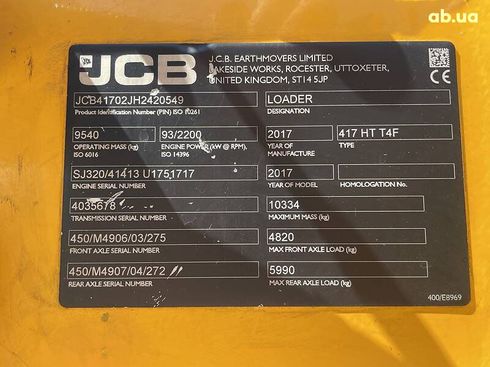 ab.ua
JCB
J.C.B. EARTHMOVERS LIMITED
LAKESIDE WORKS, ROCESTER, UTTOXETER,
UNITED KINGDOM, ST14 5JP
CE
JCB41702JH2420549
Product Identification Number (PIN) ISO 10261
LOADER
DESIGNATION
9540
OPERATING MASS (kg)
ISO 6016
93/2200
ENGINE POWER (kW @ RPM),
ISO 14396
2017
YEAR OF
MANUFACTURE
417 HT T4F
TYPE
SJ320/41413 U1751717
ENGINE SERIAL NUMBER
2017
YEAR OF MODEL
HOMOLOGATION No.
4035678
TRANSMISSION SERIAL NUMBER
10334
MAXIMUM MASS (kg)
450/M4906/03/275
FRONT AXLE SERIAL NUMBER
4820
MAX FRONT AXLE LOAD (kg)
450/M4907/04/272
REAR AXLE SERIAL NUMBER
5990
MAX REAR AXLE LOAD (kg)
400/E8969